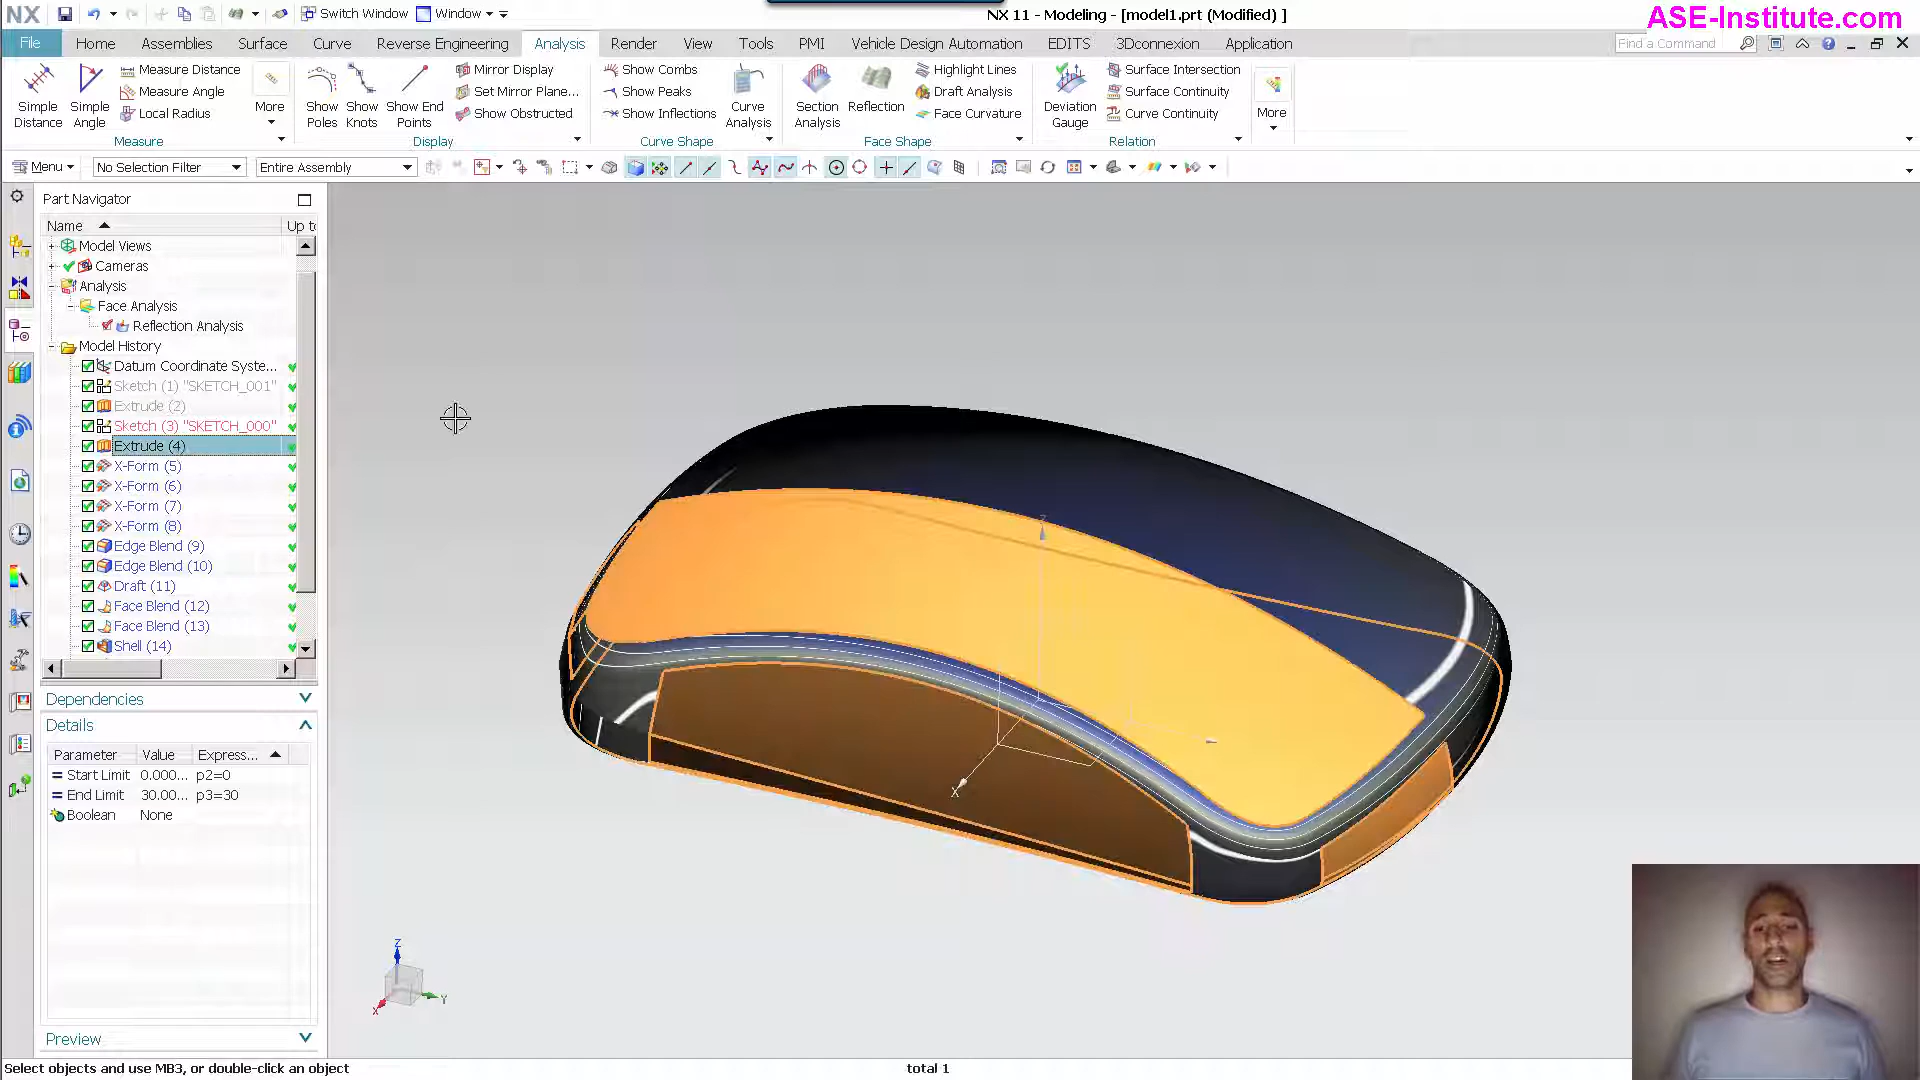 NX
Switch Window
Window
NX 11 - Modeling - [model1.prt (Modified) ]
ASE-Institute.com
File
Home
Assemblies
Surface
Curve
Reverse Engineering
Analysis
Render
View
Tools
PMI
Vehicle Design Automation
EDITS
3Dconnexion
Application
Find a Command
Simple Distance
Simple Angle
Measure Distance
Measure Angle
Local Radius
More
Measure
Show Poles
Show Knots
Show End Points
Mirror Display
Set Mirror Plane...
Show Obstructed
Display
Show Combs
Show Peaks
Show Inflections
Curve Analysis
Curve Shape
Section Analysis
Reflection
Highlight Lines
Draft Analysis
Face Curvature
Face Shape
Deviation Gauge
Surface Intersection
Surface Continuity
Curve Continuity
Relation
More
Menu
No Selection Filter
Entire Assembly
Part Navigator
Name
Up t
Model Views
Cameras
Analysis
Face Analysis
Reflection Analysis
Model History
Datum Coordinate Syste...
Sketch (1) "SKETCH_001"
Extrude (2)
Sketch (3) "SKETCH_000"
Extrude (4)
X-Form (5)
X-Form (6)
X-Form (7)
X-Form (8)
Edge Blend (9)
Edge Blend (10)
Draft (11)
Face Blend (12)
Face Blend (13)
Shell (14)
Dependencies
Details
Parameter Value Express...
Start Limit 0.000... p2=0
End Limit 30.00... p3=30
Boolean None
Preview
Z
X
Z
Y
X
Select objects and use MB3, or double-click an object
total 1